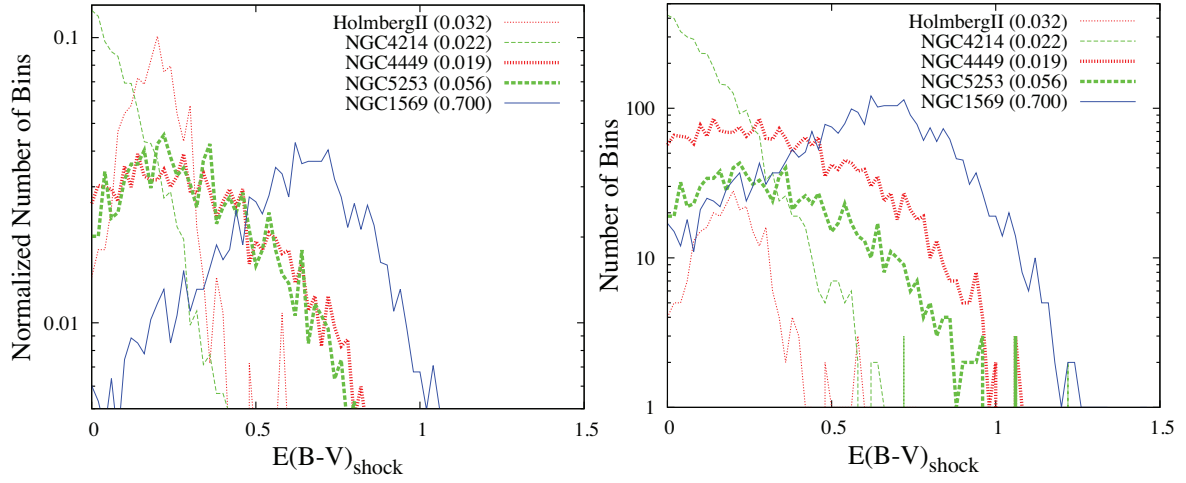 Normalized Number of Bins
0.1
0.01
HolmbergII (0.032)
NGC4214 (0.022)
NGC4449 (0.019)
NGC5253 (0.056)
NGC1569 (0.700)
0
0.5
1
1.5
E(B-V)shock
Number of Bins
100
10
1
HolmbergII (0.032)
NGC4214 (0.022)
NGC4449 (0.019)
NGC5253 (0.056)
NGC1569 (0.700)
0
0.5
1
1.5
E(B-V)shock